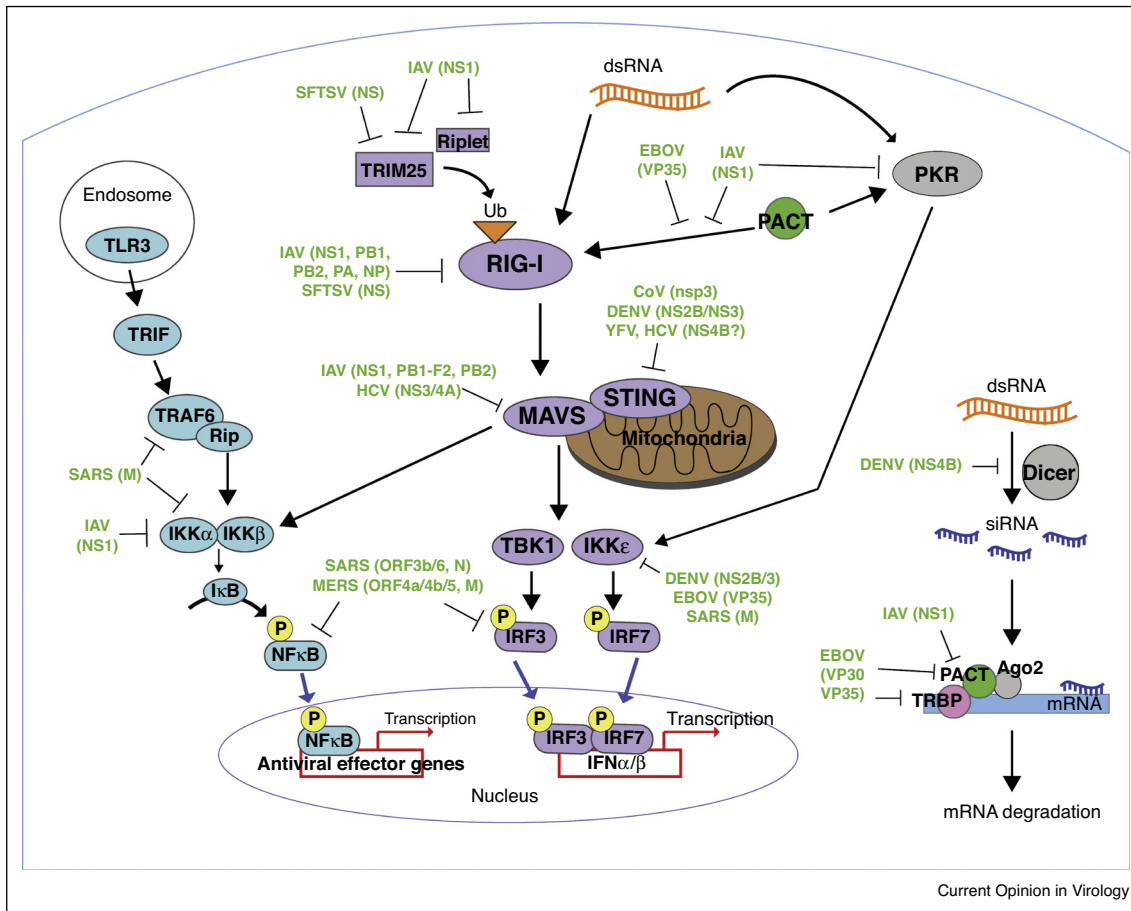 IAV (NS1)
SFTSV (NS)
dsRNA
Riplet
TRIM25
EBOV
(VP35)
IAV
(NS1)
PKR
Endosome
TLR3
Ub
PACT
IAV (NS1, PB1,
PB2, PA, NP)
SFTSV (NS)
RIG-I
CoV (nsp3)
DENV (NS2B/NS3)
YFV, HCV (NS4B?)
TRIF
IAV (NS1, PB1-F2, PB2)
HCV (NS3/4A)
STING
MAVS
Mitochondria
dsRNA
TRAF6
Rip
SARS (M)
DENV (NS4B)
Dicer
IAV
(NS1)
IKKα
IKKβ
siRNA
TBK1
IKKε
SARS (ORF3b/6, N)
MERS (ORF4a/4b/5, M)
DENV (NS2B/3)
EBOV (VP35)
SARS (M)
IκB
P
NFκB
P
IRF3
P
IRF7
IAV (NS1)
EBOV
(VP30
VP35)
PACT
Ago2
TRBP
mRNA
P
NFκB
Transcription
Antiviral effector genes
P
IRF3
P
IRF7
Transcription
IFNα/β
Nucleus
mRNA degradation
Current Opinion in Virology